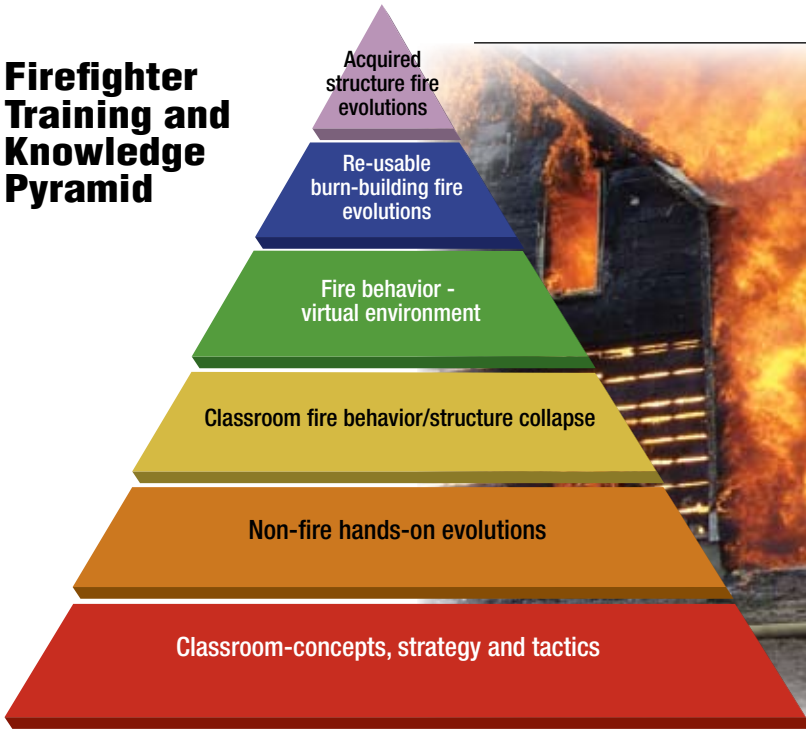 Firefighter
Training and
Knowledge
Pyramid
Acquired
structure fire
evolutions
Re-usable
burn-building fire
evolutions
Fire behavior -
virtual environment
Classroom fire behavior/structure collapse
Non-fire hands-on evolutions
Classroom-concepts, strategy and tactics